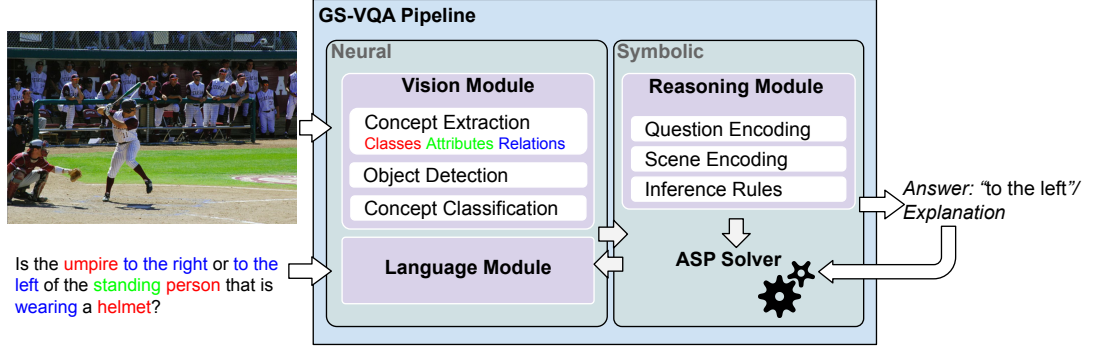 GS-VQA Pipeline
Neural
Vision Module
Concept Extraction
Classes Attributes Relations
Object Detection
Concept Classification
Language Module
Symbolic
Reasoning Module
Question Encoding
Scene Encoding
Inference Rules
ASP Solver
Is the umpire to the right or to the
left of the standing person that is
wearing a helmet?
Answer: “to the left”/
Explanation